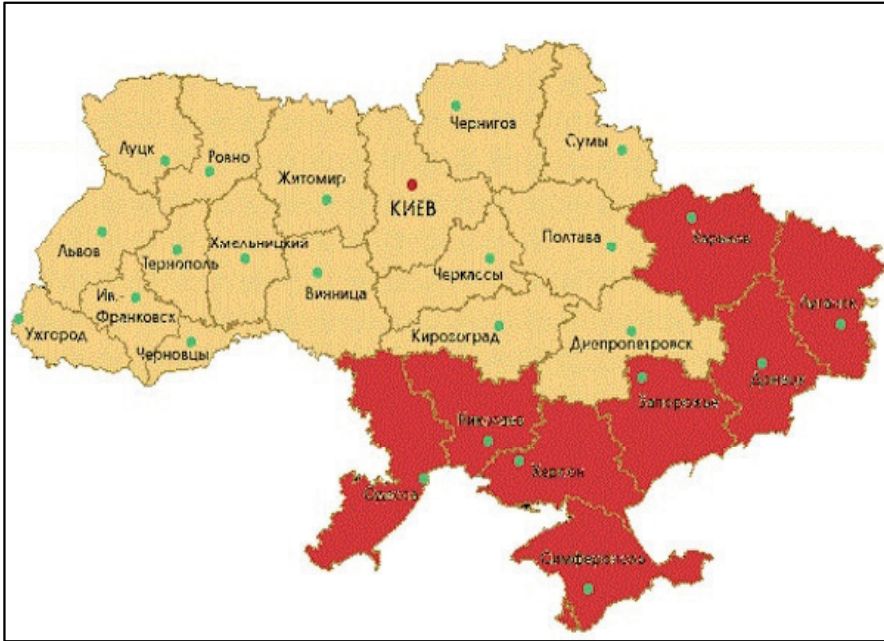 Чернигов
Луцк
Ровно
Сумы
Житомир
КИЕВ
Львов
Тернополь
Хмельницкий
Полтава
Харьков
Черкассы
Ив.-
Франковск
Винница
Луганск
Ужгород
Черновцы
Кировоград
Днепропетровск
Донецк
Запорожье
Николаев
Херсон
Одесса
Симферополь